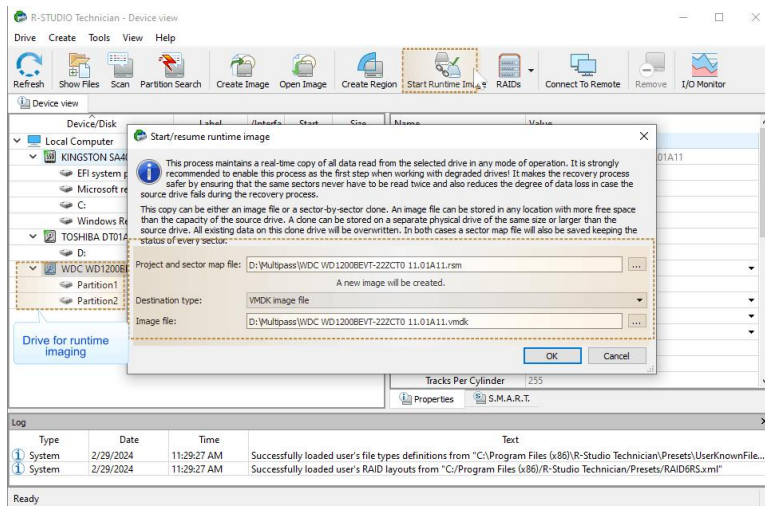 R-STUDIO Technician - Device view
Drive Create Tools View Help
Refresh Show Files Scan Partition Search Create Image Open Image Create Region Start Runtime Image RAIDs Connect To Remote Remove I/O Monitor
Device view
Device/Disk Label Start Size Name Value
Local Computer
Start/resume runtime image
KINGSTON SA40 01A11
EFI system p
Microsoft re
C:
Windows Re
TOSHIBA DT01A
D:
WDC WD1200BE
Partition1
Partition2
Drive for runtime
imaging
This process maintains a real-time copy of all data read from the selected drive in any mode of operation. It is strongly
recommended to enable this process as the first step when working with degraded drives! It makes the recovery process
safer by ensuring that the same sectors never have to be read twice and also reduces the degree of data loss in case the
source drive fails during the recovery process.
This copy can be either an image file or a sector-by-sector clone. An image file can be stored in any location with more free space
than the capacity of the source drive. A clone can be stored on a separate physical drive of the same size or larger than the
source drive. All existing data on this clone drive will be overwritten. In both cases a sector map file will also be saved keeping the
status of every sector.
Project and sector map file: D:\Multipass\WDC WD1200BEVT-22ZCT0 11.01A11.rsm ...
A new image will be created.
Destination type: VMDK image file
Image file: D:\Multipass\WDC WD1200BEVT-22ZCT0 11.01A11.vmdk ...
OK Cancel
Tracks Per Cylinder 255
Properties S.M.A.R.T.
Log
Type Date Time Text
System 2/29/2024 11:29:27 AM Successfully loaded user's file types definitions from "C:\Program Files (x86)\R-Studio Technician\Presets\UserKnownFile...
System 2/29/2024 11:29:27 AM Successfully loaded user's RAID layouts from "C:/Program Files (x86)/R-Studio Technician/Presets/RAID6RS.xml"
Ready